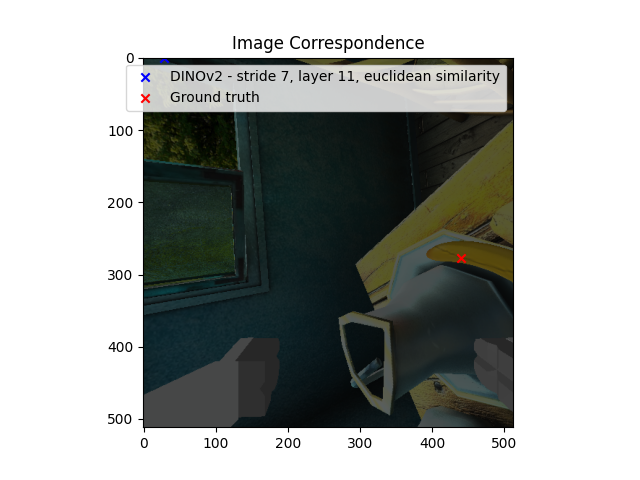 Image Correspondence
DINOv2 - stride 7, layer 11, euclidean similarity
Ground truth
0
100
200
300
400
500
0 100 200 300 400 500